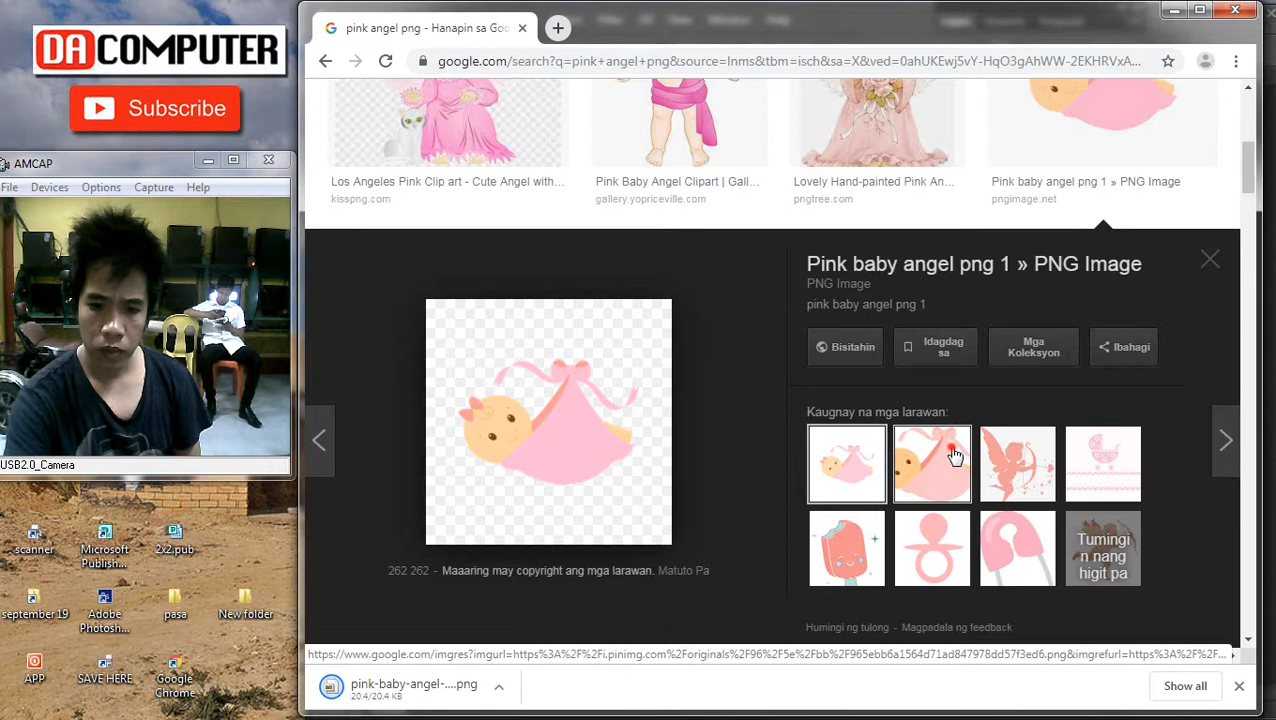 DACOMPUTER
Subscribe
AMCAP
File Devices Options Capture Help
USB2.0_Camera
scanner
Microsoft Publish...
2x2.pub
september 19
Adobe Photosh...
pasa
New folder
APP
SAVE HERE
Google Chrome
pink angel png - Hanapin sa Goo
google.com/search?q=pink+angel+png&source=lnms&tbm=isch&sa=X&ved=0ahUKEwj5vY-HqO3gAhWW-2EKHRVxA...
Los Angeles Pink Clip art - Cute Angel with...
kisspng.com
Pink Baby Angel Clipart | Gall...
gallery.yopriceville.com
Lovely Hand-painted Pink An...
pngtree.com
Pink baby angel png 1 » PNG Image
pngimage.net
Pink baby angel png 1 » PNG Image
PNG Image
pink baby angel png 1
Bisitahin
Idagdag sa
Mga Koleksyon
Ibahagi
Kaugnay na mga larawan:
Tumingi
n nang
higit pa
262 262 - Maaaring may copyright ang mga larawan. Matuto Pa
Humingi ng tulong - Magpadala ng feedback
https://www.google.com/imgres?imgurl=https%3A%2F%2Fi.pinimg.com%2Foriginals%2F96%2F5e%2Fbb%2F965ebb6a1564d71ad847978dd57f3ed6.png&imgrefurl=https%3A%2F%2F...
pink-baby-angel-....png
20.4/20.4 KB
Show all